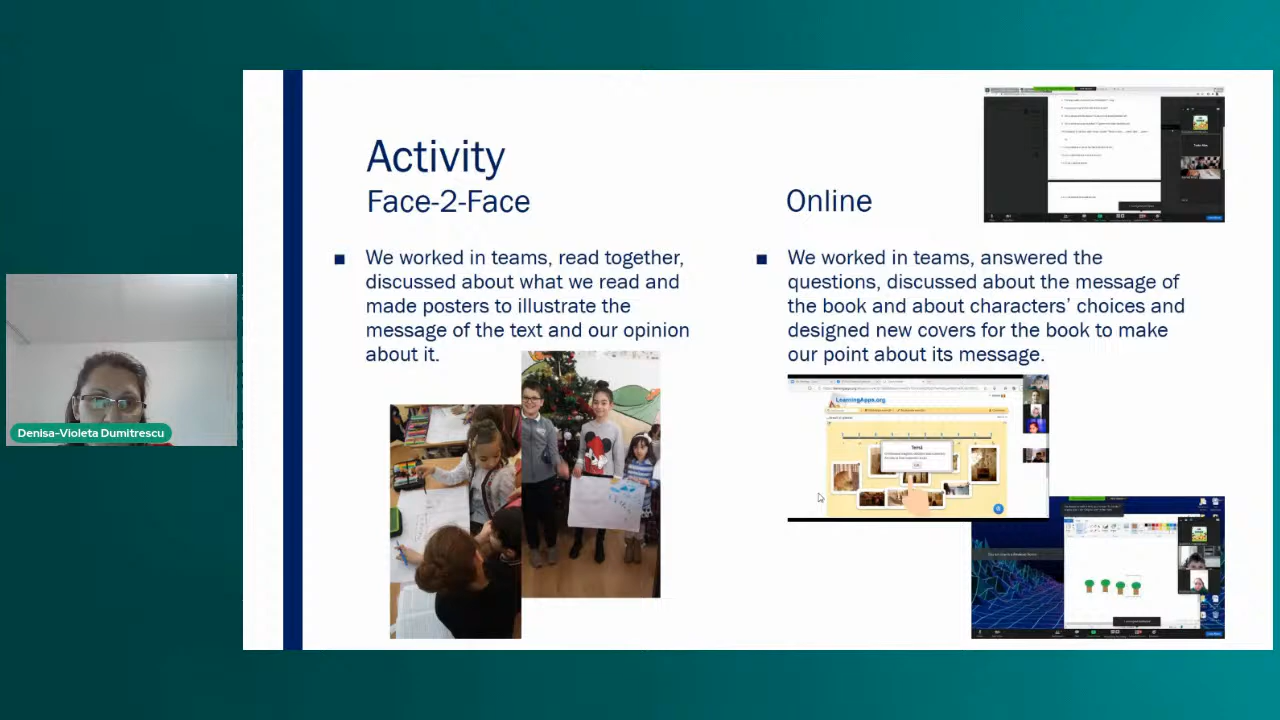 Activity
Face-2-Face
We worked in teams, read together,
discussed about what we read and
made posters to illustrate the
message of the text and our opinion
about it.
Online
We worked in teams, answered the
questions, discussed about the message of
the book and about characters’ choices and
designed new covers for the book to make
our point about its message.
LearningApps.org
Denisa-Violeta Dumitrescu